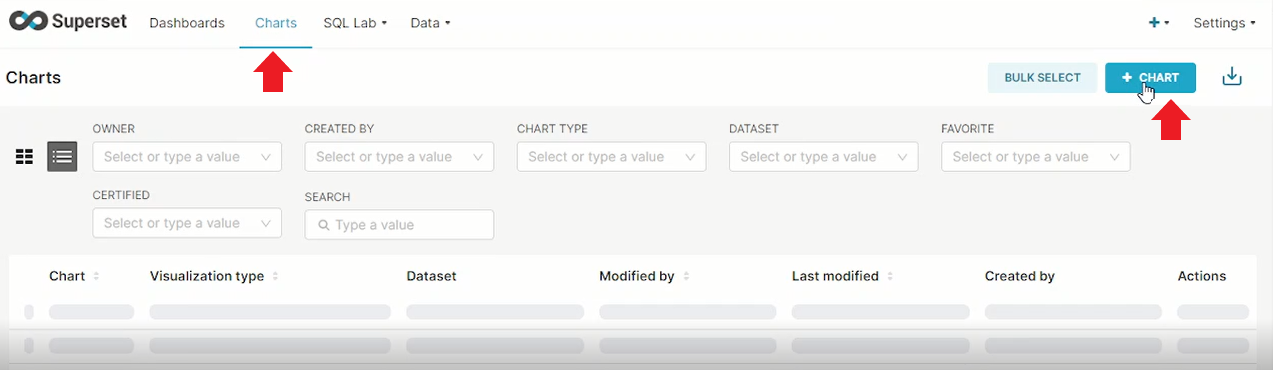 Superset Dashboards Charts SQL Lab Data Settings
Charts BULK SELECT + CHART
OWNER CREATED BY CHART TYPE DATASET FAVORITE
Select or type a value Select or type a value Select or type a value Select or type a value Select or type a value
CERTIFIED SEARCH
Select or type a value Type a value
Chart Visualization type Dataset Modified by Last modified Created by Actions